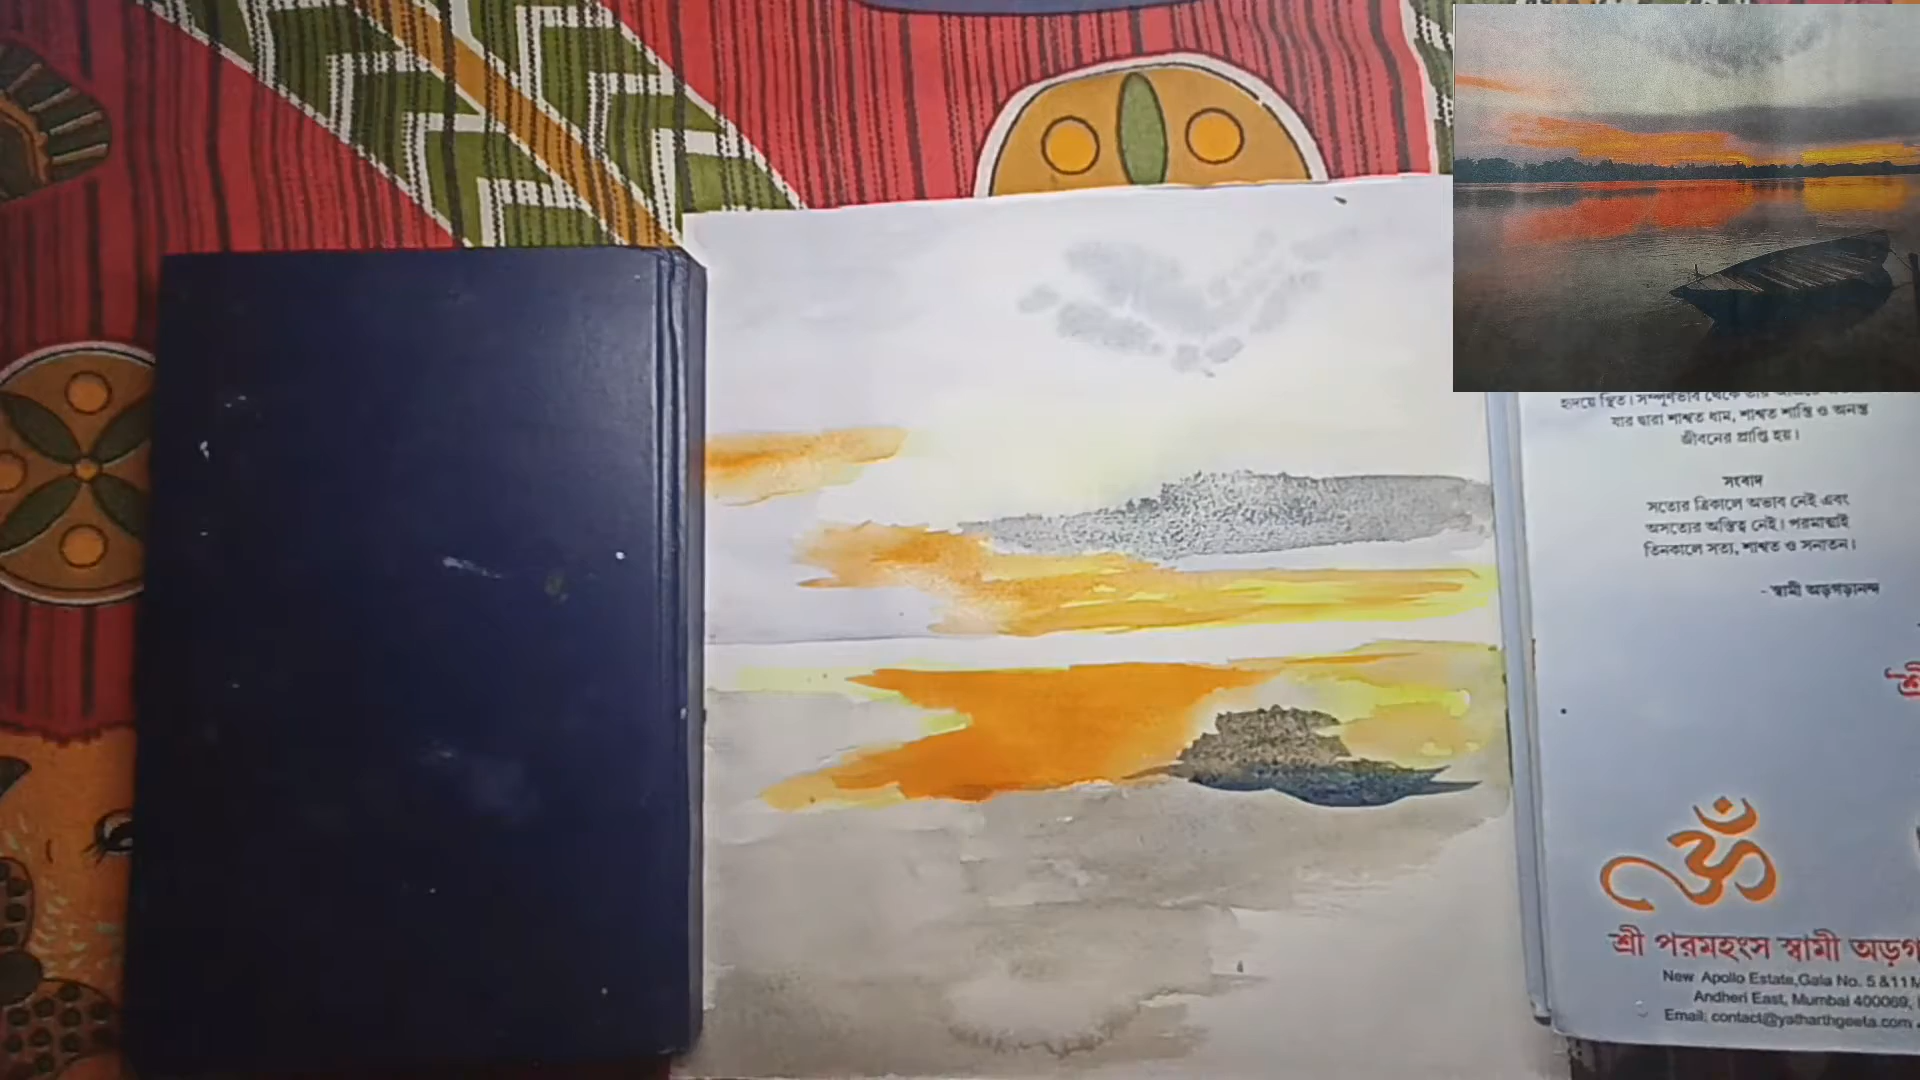 যার দ্বারা শাশ্বত ধাম, শাশ্বত শান্তি ও অনন্ত
জীবনের প্রাপ্তি হয়।
সংবাদ
সত্যের ত্রিকালে অভাব নেই এবং
অসত্যের অস্তিত্ব নেই। পরমাত্মাই
তিনকালে সত্য, শাশ্বত ও সনাতন।
- স্বামী অড়গড়ানন্দ
শ্রী
ॐ
শ্রী পরমহংস স্বামী অড়গ
New Apollo Estate, Gala No. 5 &11 M
Andheri East, Mumbai 400069,
Email: contact@yatharthgeeta.com